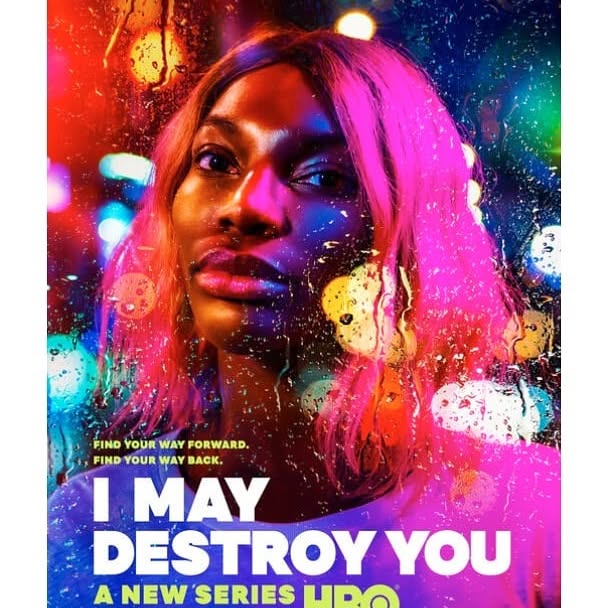 FIND YOUR WAY FORWARD.
FIND YOUR WAY BACK.
I MAY
DESTROY YOU
A NEW SERIES HBO